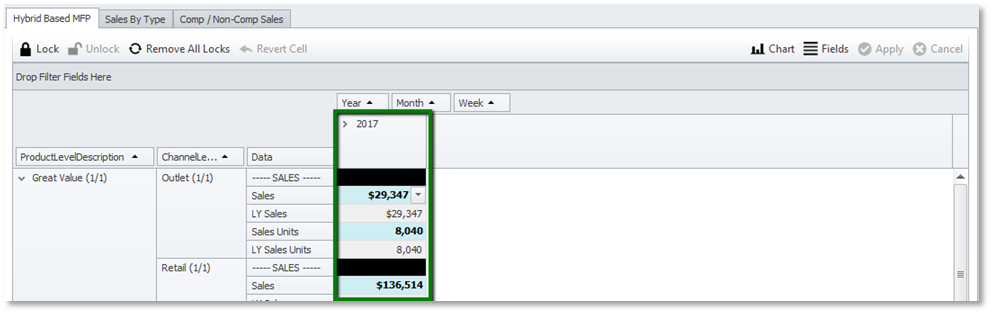 Hybrid Based MFP Sales By Type Comp / Non-Comp Sales
Lock Unlock Remove All Locks Revert Cell Chart Fields Apply Cancel
Drop Filter Fields Here
Year Month Week
2017
ProductLevelDescription ChannelLe... Data
Great Value (1/1) Outlet (1/1) ----- SALES -----
Sales $29,347
LY Sales $29,347
Sales Units 8,040
LY Sales Units 8,040
Retail (1/1) ----- SALES -----
Sales $136,514